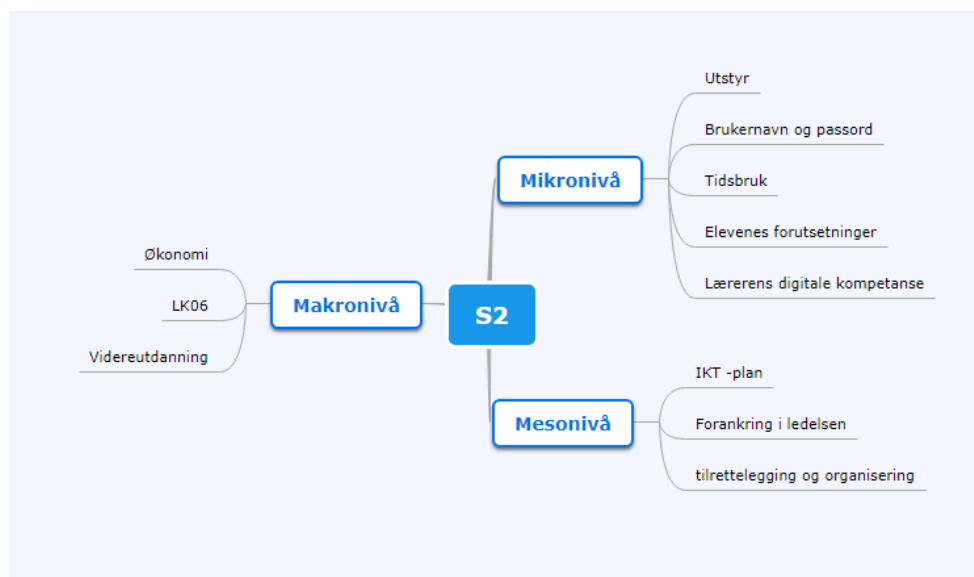 S2
Mikronivå
Utstyr
Brukernavn og passord
Tidsbruk
Elevenes forutsetninger
Lærerens digitale kompetanse
Mesonivå
IKT -plan
Forankring i ledelsen
tilrettelegging og organisering
Makronivå
Økonomi
LK06
Videreutdanning